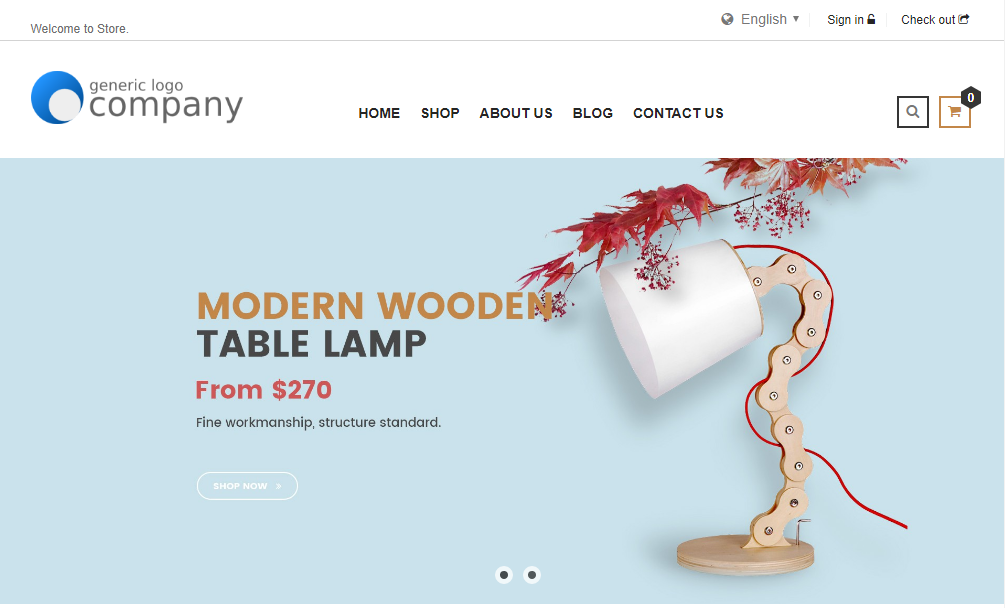 Welcome to Store.
English ▼
Sign in
Check out
generic logo
company
HOME SHOP ABOUT US BLOG CONTACT US
0
MODERN WOODEN
TABLE LAMP
From $270
Fine workmanship, structure standard.
SHOP NOW »